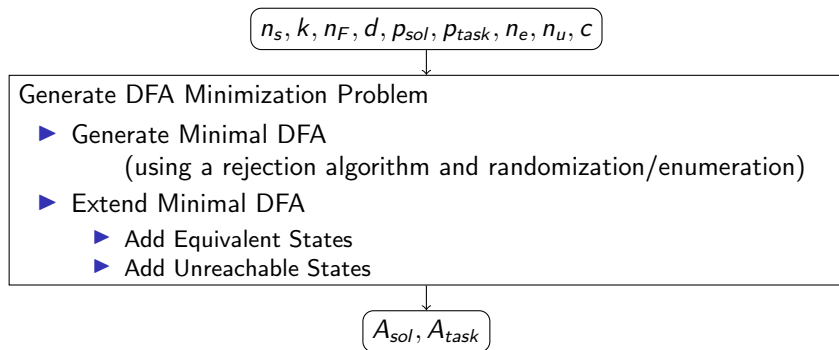 n_s, k, n_F, d, p_sol, p_task, n_e, n_u, c
Generate DFA Minimization Problem
▶ Generate Minimal DFA
(using a rejection algorithm and randomization/enumeration)
▶ Extend Minimal DFA
▶ Add Equivalent States
▶ Add Unreachable States
A_sol, A_task